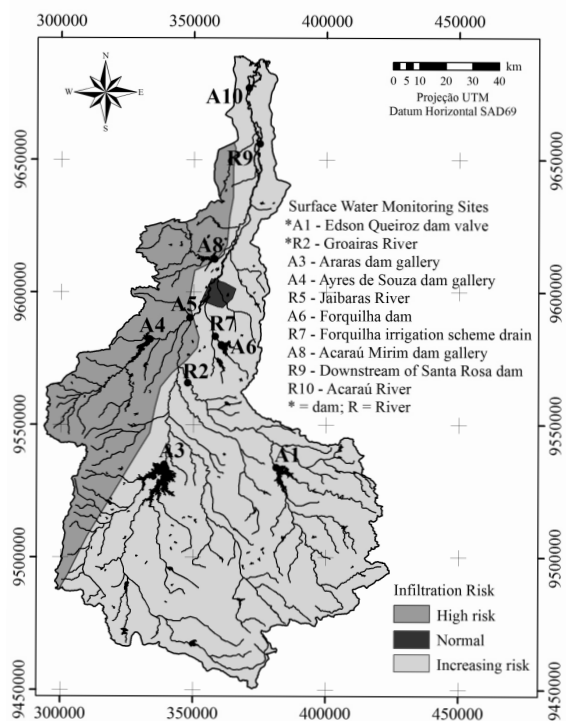 300000 350000 400000 450000
N
W E
S
0 5 10 20 30 40 km
Projeção UTM
Datum Horizontal SAD69
A10
9650000 R9 9650000
Surface Water Monitoring Sites
*A1 - Edson Queiroz dam valve
*R2 - Groairas River
A3 - Araras dam gallery
A4 - Ayres de Souza dam gallery
R5 - Jaibaras River
A6 - Forquilha dam
R7 - Forquilha irrigation scheme drain
A8 - Acaraú Mirim dam gallery
R9 - Downstream of Santa Rosa dam
R10 - Acaraú River
* = dam; R = River
A8
9600000 9600000
A5
A4 R7 A6
R2
9550000 9550000
A3 A1
9500000 9500000
Infiltration Risk
High risk
Normal
Increasing risk
9450000 9450000
300000 350000 400000 450000